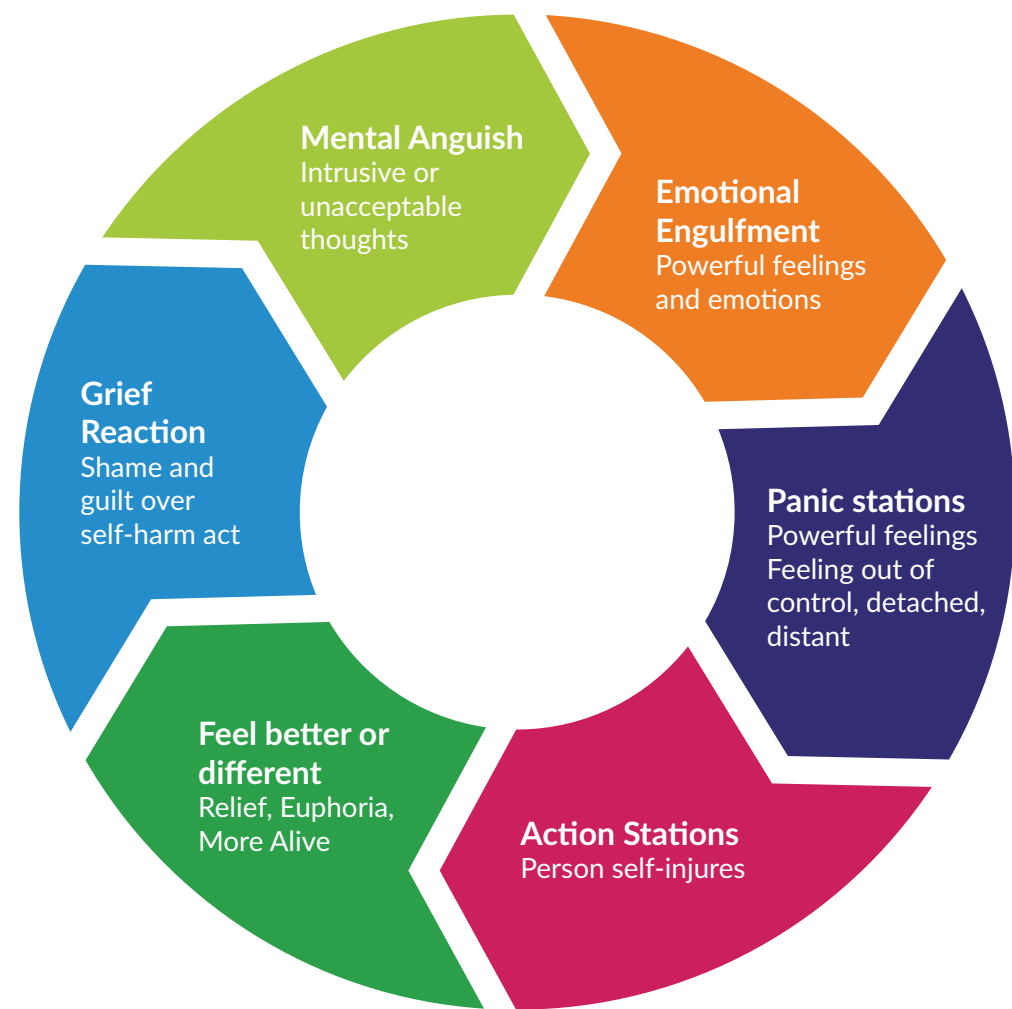 Mental Anguish
Intrusive or
unacceptable
thoughts
Emotional
Engulfment
Powerful feelings
and emotions
Panic stations
Powerful feelings
Feeling out of
control, detached,
distant
Action Stations
Person self-injures
Feel better or
different
Relief, Euphoria,
More Alive
Grief
Reaction
Shame and
guilt over
self-harm act